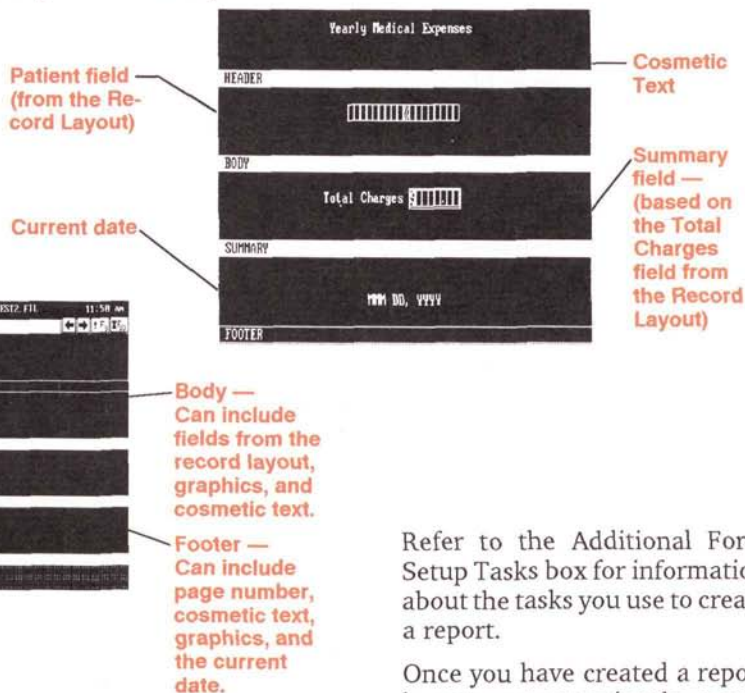 Yearly Medical Expenses
HEADER
BODY
Total Charges
SUMMARY
MMM DD, YYYY
FOOTER
Patient field
(from the Re-
cord Layout)
Current date
Cosmetic
Text
Summary
field —
(based on
the Total
Charges
field from
the Record
Layout)
11:50 AM
Body —
Can include
fields from the
record layout,
graphics, and
cosmetic text.
Footer —
Can include
page number,
cosmetic text,
graphics, and
the current
date.
Refer to the Additional For
Setup Tasks box for informatio
about the tasks you use to crea
a report.
Once you have created a repo